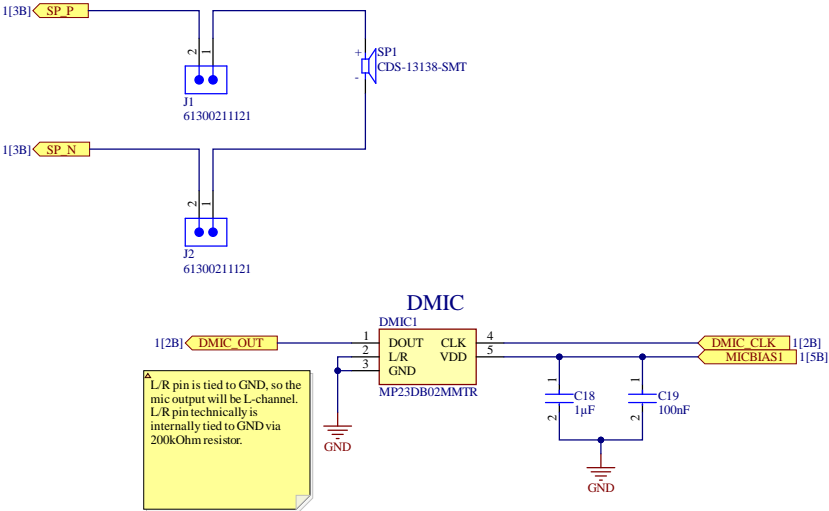 1[3B] SP_P
2 1
J1
61300211121
+ SP1
CDS-13138-SMT
-
1[3B] SP_N
2 1
J2
61300211121
DMIC
DMIC1
1[2B] DMIC_OUT
1 DOUT CLK 4
2 L/R VDD 5
3 GND
MP23DB02MMTR
DMIC_CLK 1[2B]
MICBIAS1 1[5B]
L/R pin is tied to GND, so the
mic output will be L-channel.
L/R pin technically is
internally tied to GND via
200kOhm resistor.
GND
1
C18
1µF
2
1
C19
100nF
2
GND